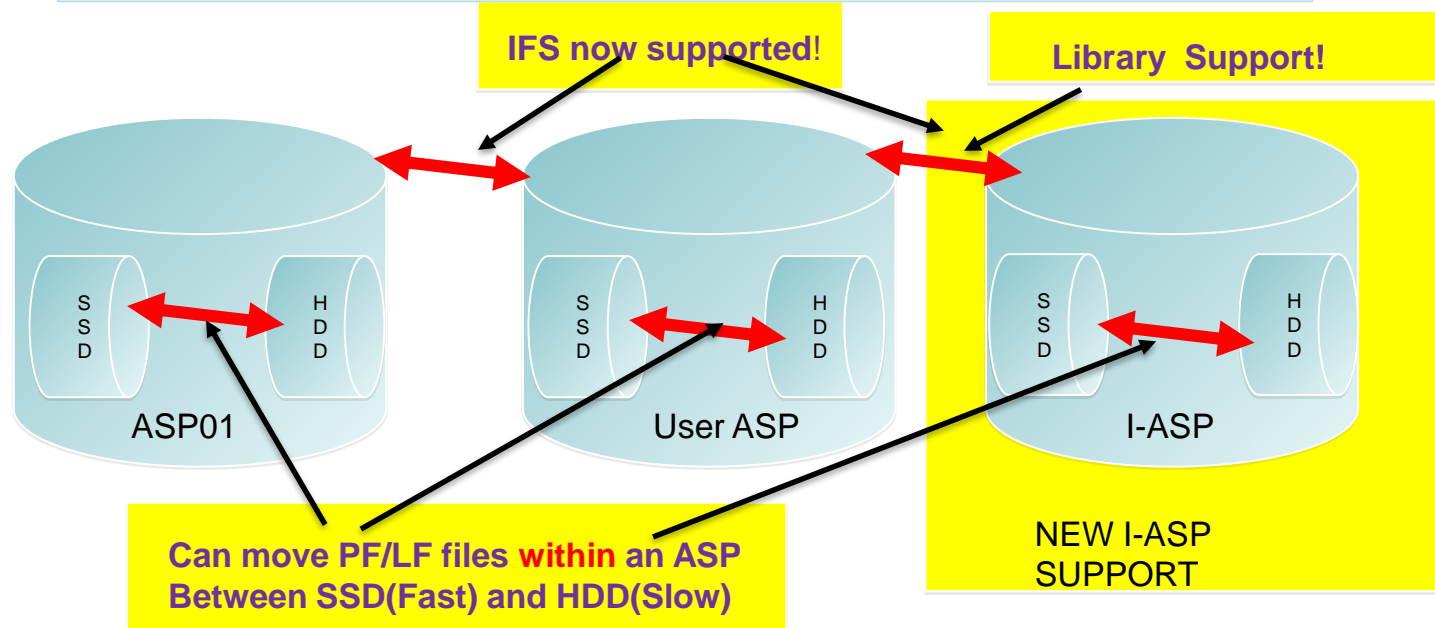 IFS now supported!
Library Support!
S
S
D
H
D
D
S
S
D
H
D
D
S
S
D
H
D
D
ASP01
User ASP
I-ASP
NEW I-ASP
SUPPORT
Can move PF/LF files within an ASP
Between SSD(Fast) and HDD(Slow)